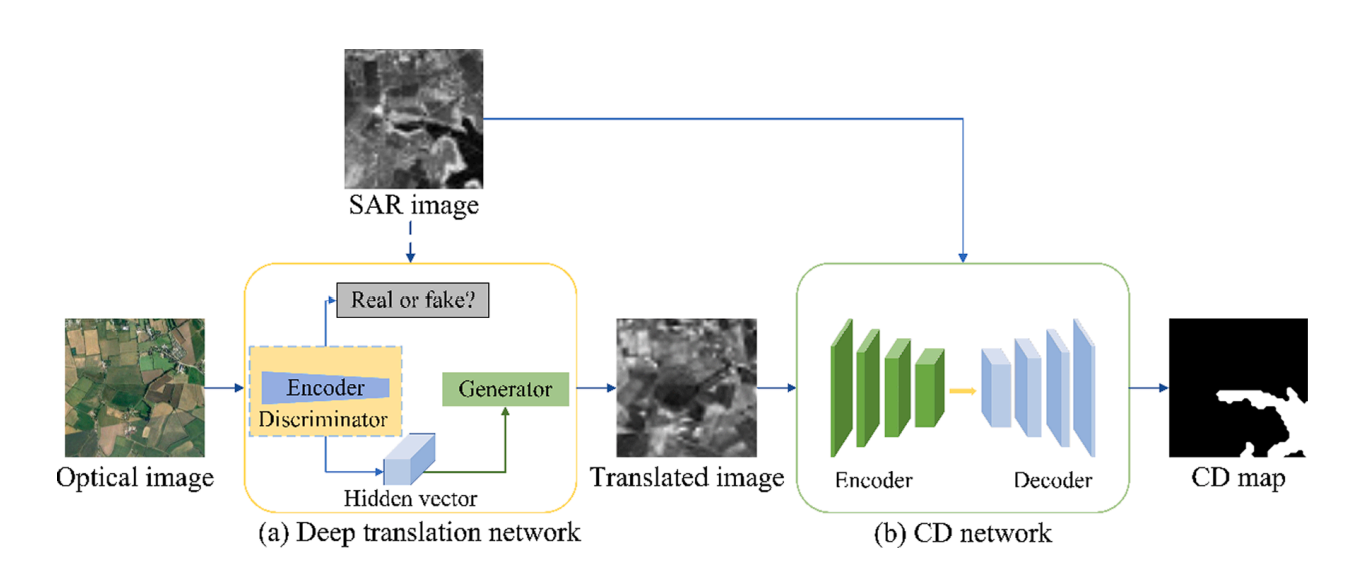 SAR image
Real or fake?
Encoder
Discriminator
Generator
Hidden vector
Optical image
Translated image
Encoder
Decoder
CD map
(a) Deep translation network
(b) CD network